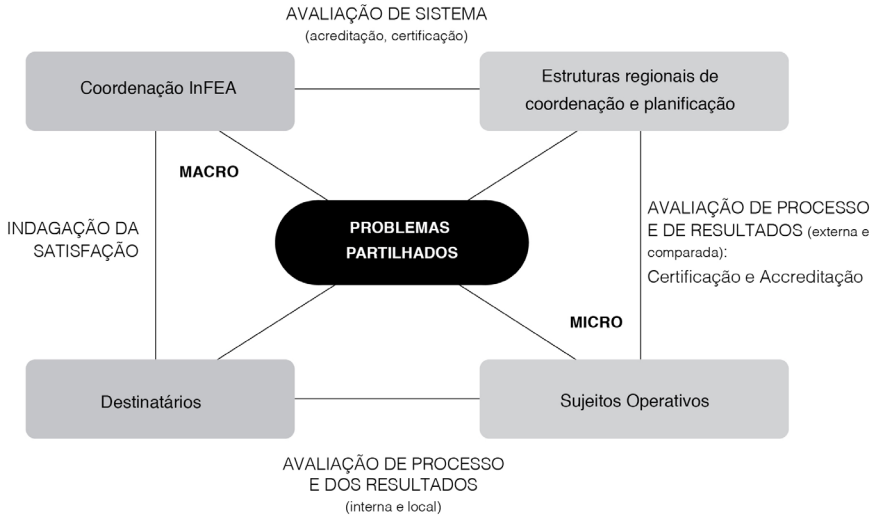 AVALIAÇÃO DE SISTEMA
(acreditação, certificação)
Coordenação InFEA
Estruturas regionais de
coordenação e planificação
MACRO
INDAGAÇÃO DA
SATISFAÇÃO
PROBLEMAS
PARTILHADOS
AVALIAÇÃO DE PROCESSO
E DE RESULTADOS (externa e
comparada):
Certificação e Accreditação
MICRO
Destinatários
Sujeitos Operativos
AVALIAÇÃO DE PROCESSO
E DOS RESULTADOS
(interna e local)